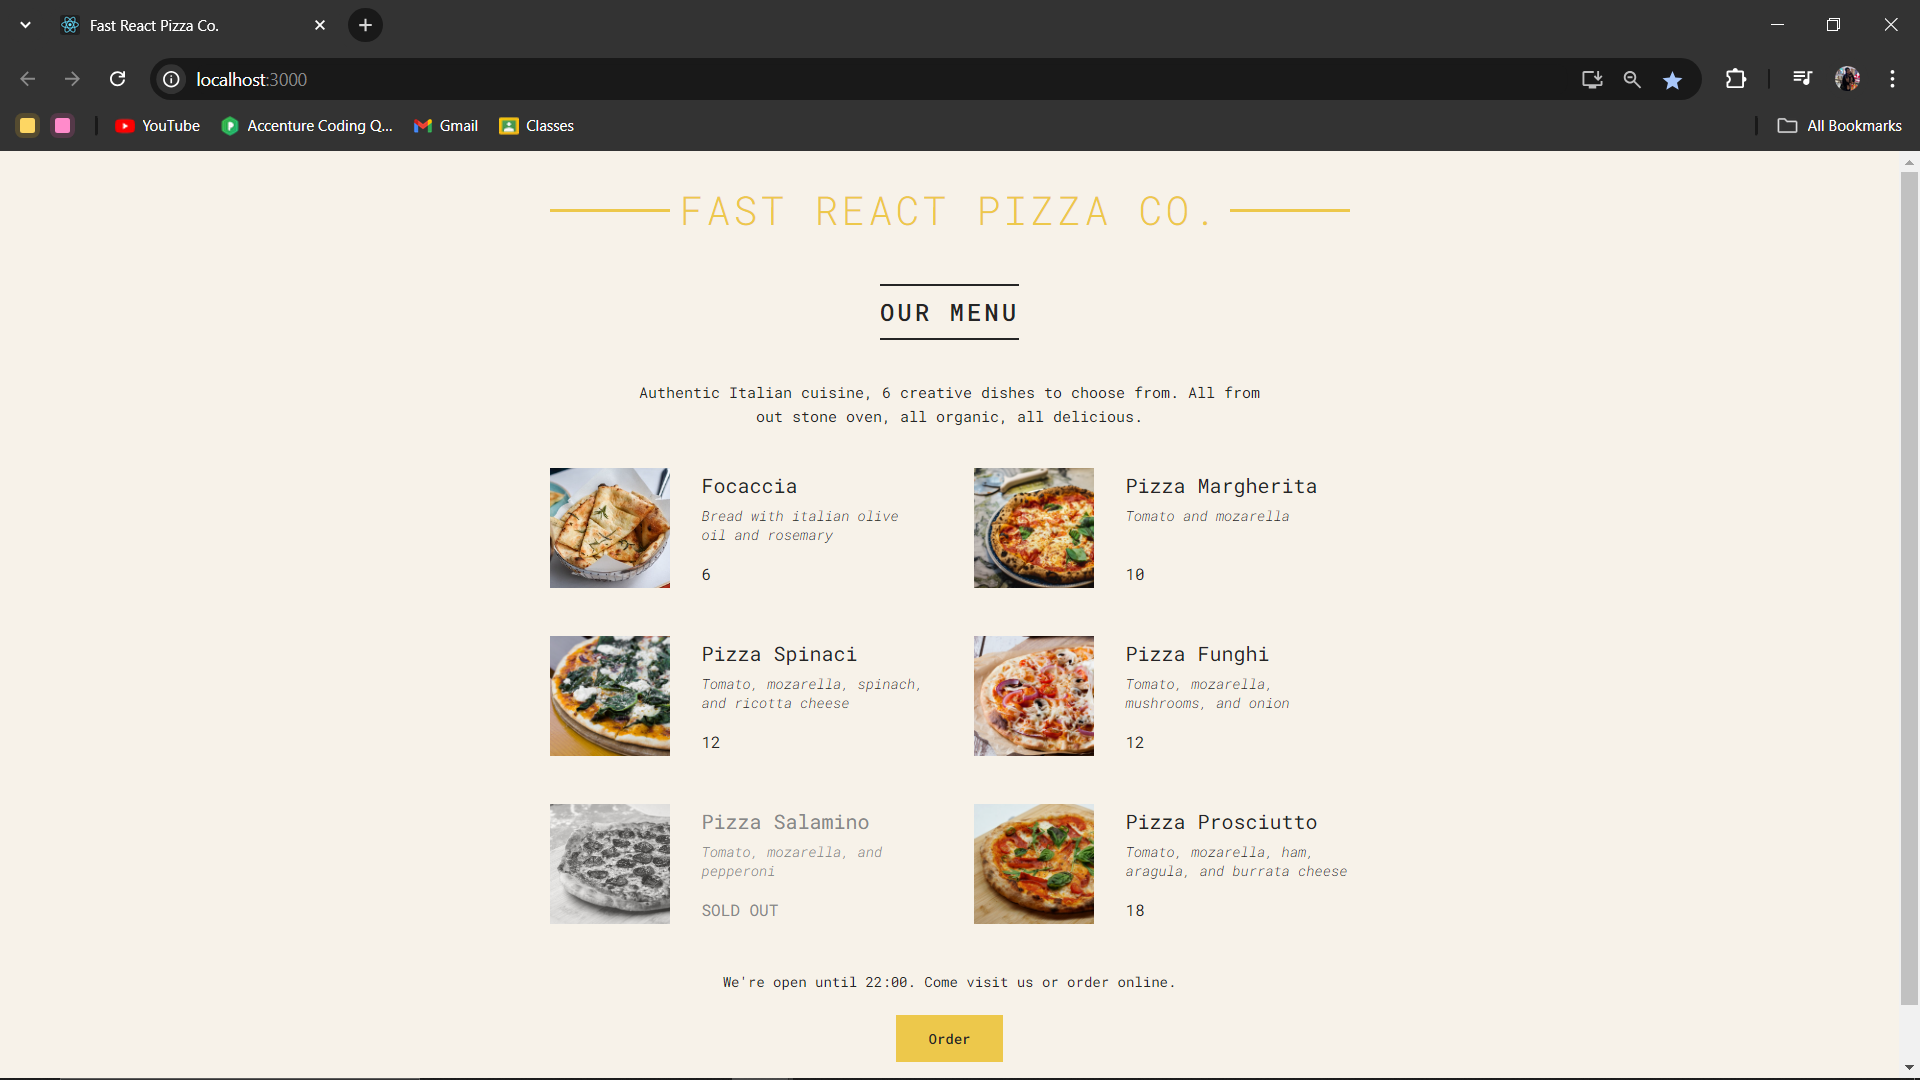 Fast React Pizza Co.
localhost:3000
YouTube
Accenture Coding Q...
Gmail
Classes
All Bookmarks
FAST REACT PIZZA CO.
OUR MENU
Authentic Italian cuisine, 6 creative dishes to choose from. All from
out stone oven, all organic, all delicious.
Focaccia
Bread with italian olive
oil and rosemary
6
Pizza Margherita
Tomato and mozarella
10
Pizza Spinaci
Tomato, mozarella, spinach,
and ricotta cheese
12
Pizza Funghi
Tomato, mozarella,
mushrooms, and onion
12
Pizza Salamino
Tomato, mozarella, and
pepperoni
SOLD OUT
Pizza Prosciutto
Tomato, mozarella, ham,
aragula, and burrata cheese
18
We're open until 22:00. Come visit us or order online.
Order